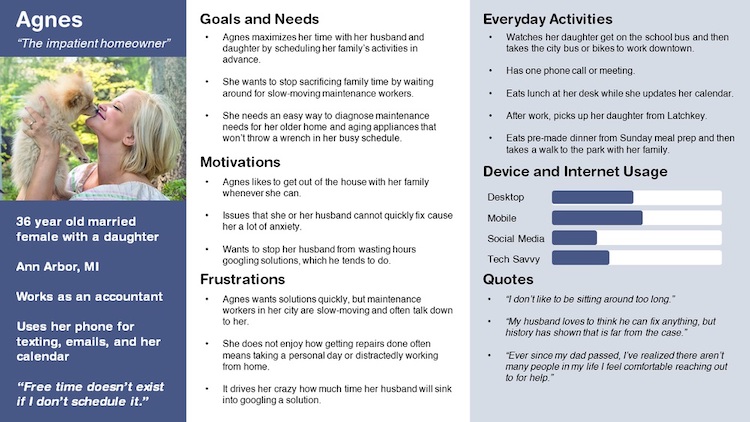 Agnes
“The impatient homeowner”
36 year old married
female with a daughter
Ann Arbor, MI
Works as an accountant
Uses her phone for
texting, emails, and her
calendar
“Free time doesn’t exist
if I don’t schedule it.”
Goals and Needs
• Agnes maximizes her time with her husband and
daughter by scheduling her family’s activities in
advance.
• She wants to stop sacrificing family time by waiting
around for slow-moving maintenance workers.
• She needs an easy way to diagnose maintenance
needs for her older home and aging appliances that
won’t throw a wrench in her busy schedule.
Motivations
• Agnes likes to get out of the house with her family
whenever she can.
• Issues that she or her husband cannot quickly fix cause
her a lot of anxiety.
• Wants to stop her husband from wasting hours
googling solutions, which he tends to do.
Frustrations
• Agnes wants solutions quickly, but maintenance
workers in her city are slow-moving and often talk down
to her.
• She does not enjoy how getting repairs done often
means taking a personal day or distractedly working
from home.
• It drives her crazy how much time her husband will sink
into googling a solution.
Everyday Activities
• Watches her daughter get on the school bus and then
takes the city bus or bikes to work downtown.
• Has one phone call or meeting.
• Eats lunch at her desk while she updates her calendar.
• After work, picks up her daughter from Latchkey.
• Eats pre-made dinner from Sunday meal prep and then
takes a walk to the park with her family.
Device and Internet Usage
Desktop
Mobile
Social Media
Tech Savvy
Quotes
• “I don’t like to be sitting around too long.”
• “My husband loves to think he can fix anything, but
history has shown that is far from the case.”
• “Ever since my dad passed, I’ve realized there aren’t
many people in my life I feel comfortable reaching out
to for help.”